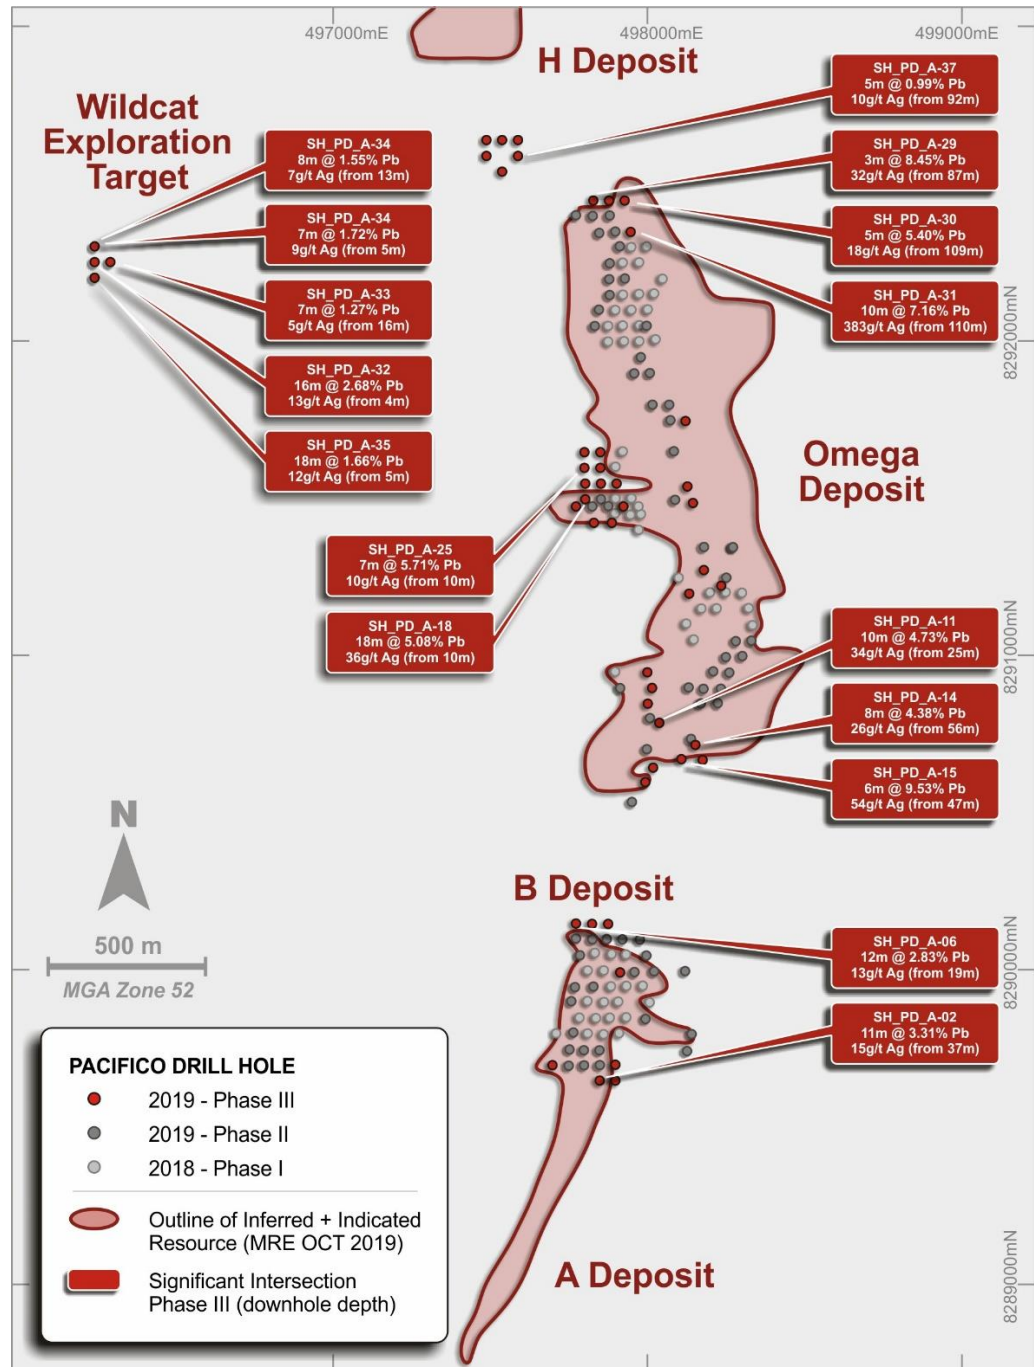 497000mE
498000mE
499000mE
H Deposit
Wildcat
Exploration
Target
SH_PD_A-37
5m @ 0.99% Pb
10g/t Ag (from 92m)
SH_PD_A-34
8m @ 1.55% Pb
7g/t Ag (from 13m)
SH_PD_A-29
3m @ 8.45% Pb
32g/t Ag (from 87m)
SH_PD_A-34
7m @ 1.72% Pb
9g/t Ag (from 5m)
SH_PD_A-30
5m @ 5.40% Pb
18g/t Ag (from 109m)
SH_PD_A-33
7m @ 1.27% Pb
5g/t Ag (from 16m)
SH_PD_A-31
10m @ 7.16% Pb
383g/t Ag (from 110m)
8292000mN
SH_PD_A-32
16m @ 2.68% Pb
13g/t Ag (from 4m)
SH_PD_A-35
18m @ 1.66% Pb
12g/t Ag (from 5m)
Omega
Deposit
SH_PD_A-25
7m @ 5.71% Pb
10g/t Ag (from 10m)
SH_PD_A-18
18m @ 5.08% Pb
36g/t Ag (from 10m)
SH_PD_A-11
10m @ 4.73% Pb
34g/t Ag (from 25m)
8291000mN
SH_PD_A-14
8m @ 4.38% Pb
26g/t Ag (from 56m)
SH_PD_A-15
6m @ 9.53% Pb
54g/t Ag (from 47m)
N
500 m
MGA Zone 52
B Deposit
SH_PD_A-06
12m @ 2.83% Pb
13g/t Ag (from 19m)
8290000mN
SH_PD_A-02
11m @ 3.31% Pb
15g/t Ag (from 37m)
PACIFICO DRILL HOLE
2019 - Phase III
2019 - Phase II
2018 - Phase I
Outline of Inferred + Indicated
Resource (MRE OCT 2019)
Significant Intersection
Phase III (downhole depth)
A Deposit
8289000mN